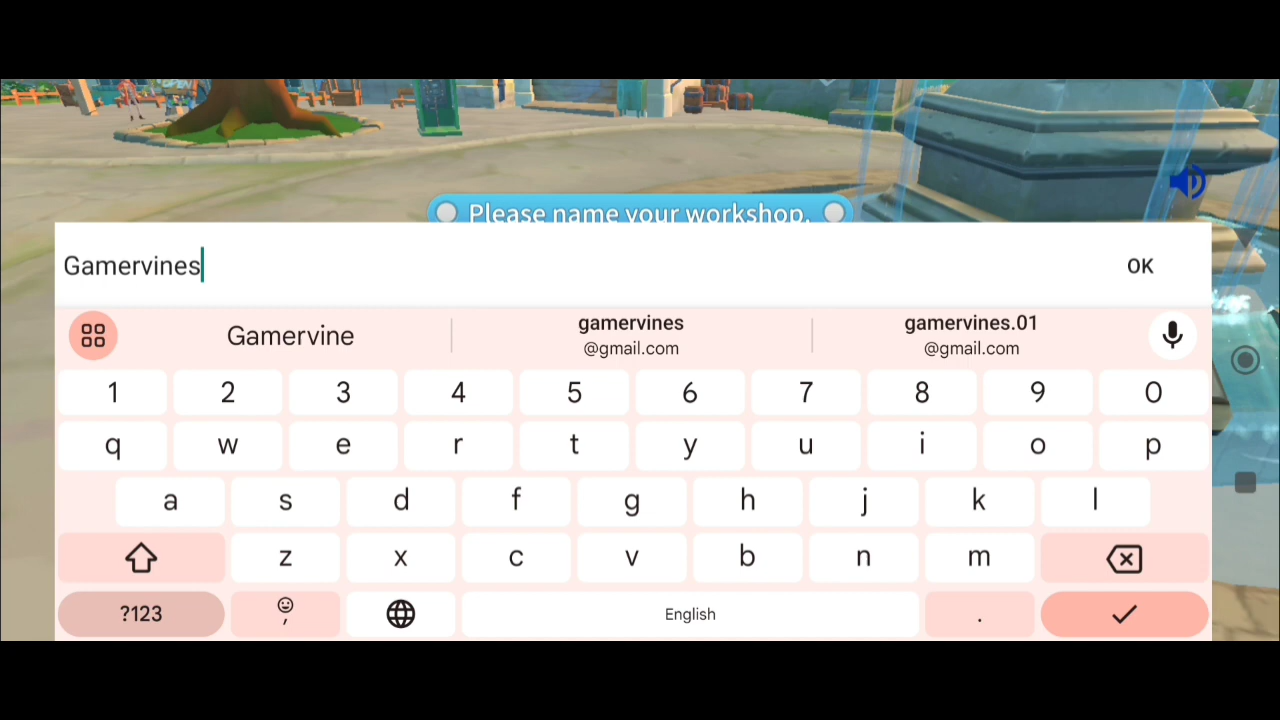 Please name your workshop.
Gamervines
OK
Gamervine
gamervines
@gmail.com
gamervines.01
@gmail.com
1 2 3 4 5 6 7 8 9 0
q w e r t y u i o p
a s d f g h j k l
z x c v b n m
?123 , English .